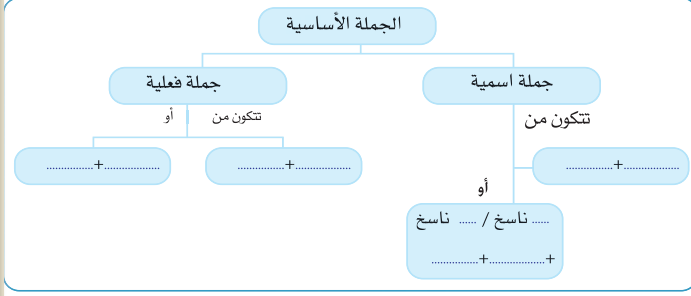 الجملة الأساسية
جملة اسمية
جملة فعلية
تتكون من
تتكون من
أو
...................+................
...................+................
...................+................
أو
...... ناسخ / ...... ناسخ
+...................+................